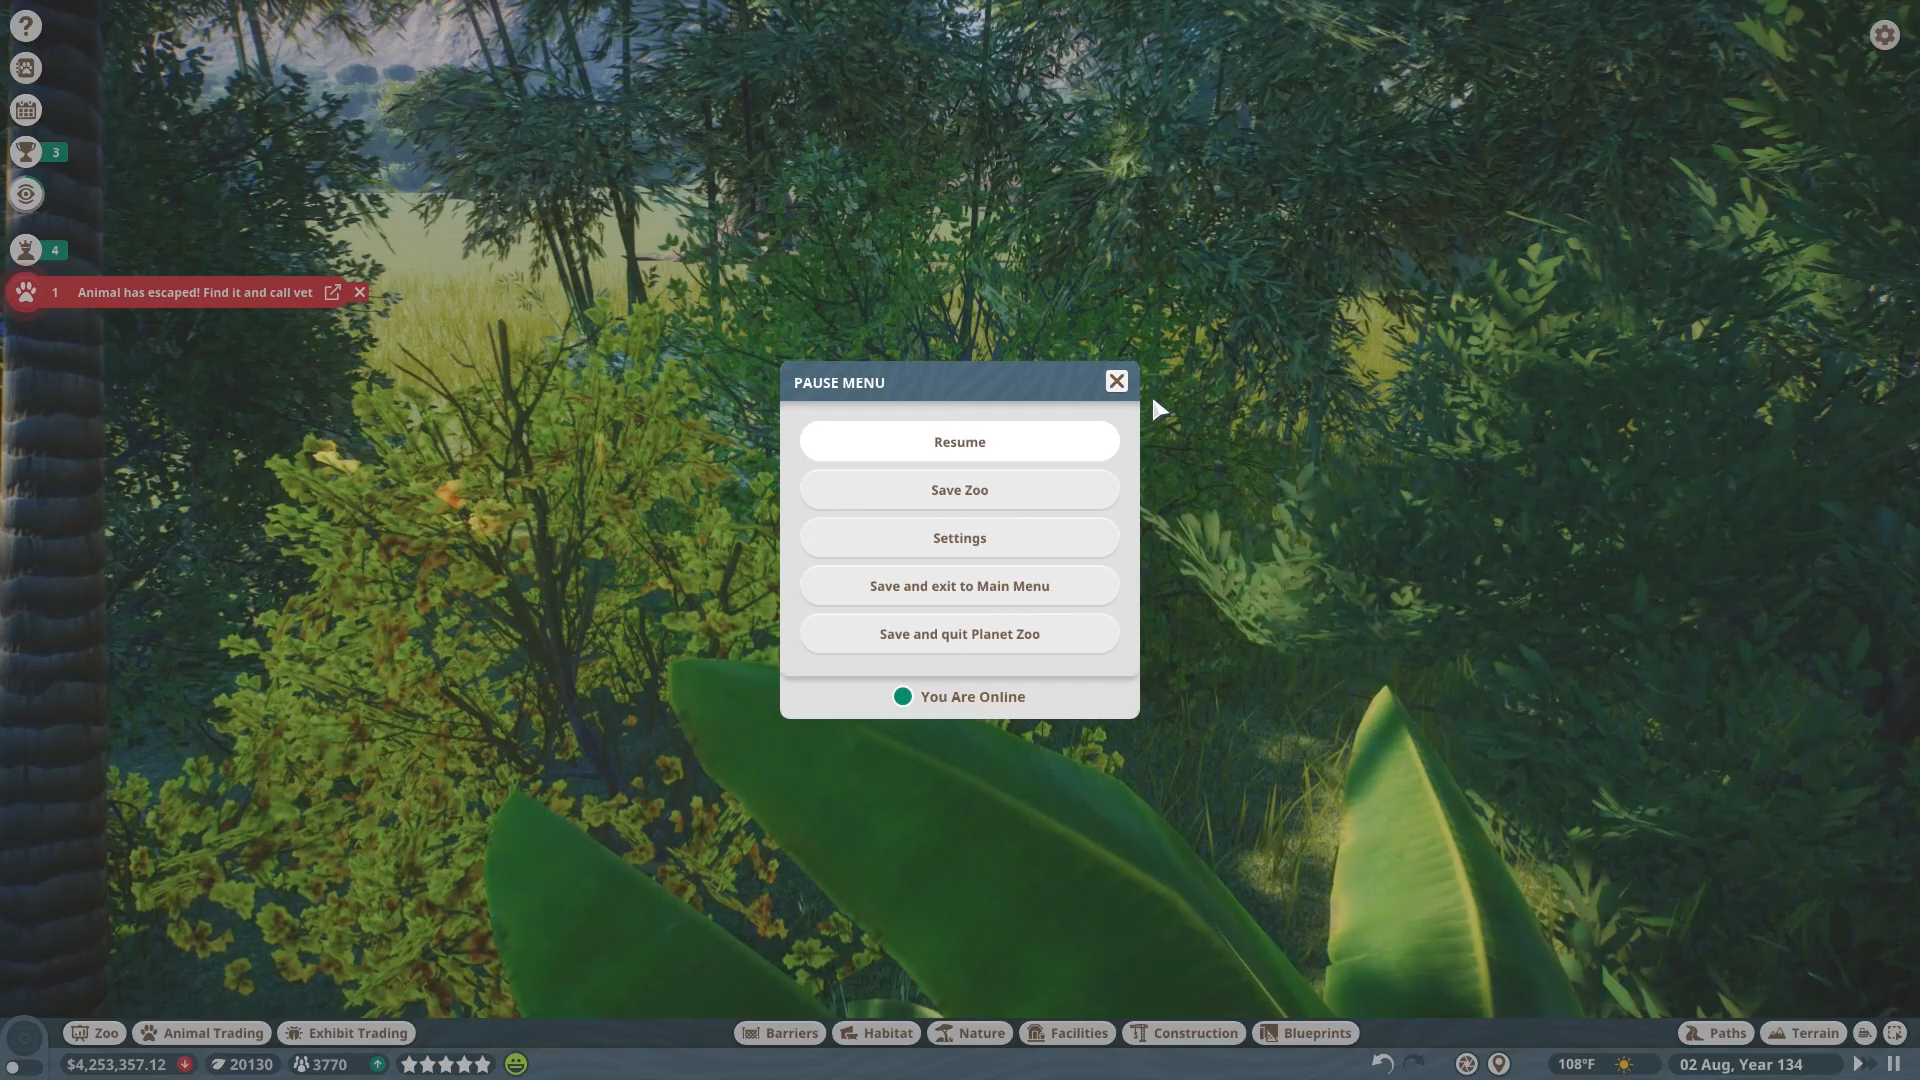 ?
3
4
1 Animal has escaped! Find it and call vet
PAUSE MENU
Resume
Save Zoo
Settings
Save and exit to Main Menu
Save and quit Planet Zoo
You Are Online
Zoo Animal Trading Exhibit Trading Barriers Habitat Nature Facilities Construction Blueprints Paths Terrain
$4,253,357.12 20130 3770 108°F 02 Aug, Year 134